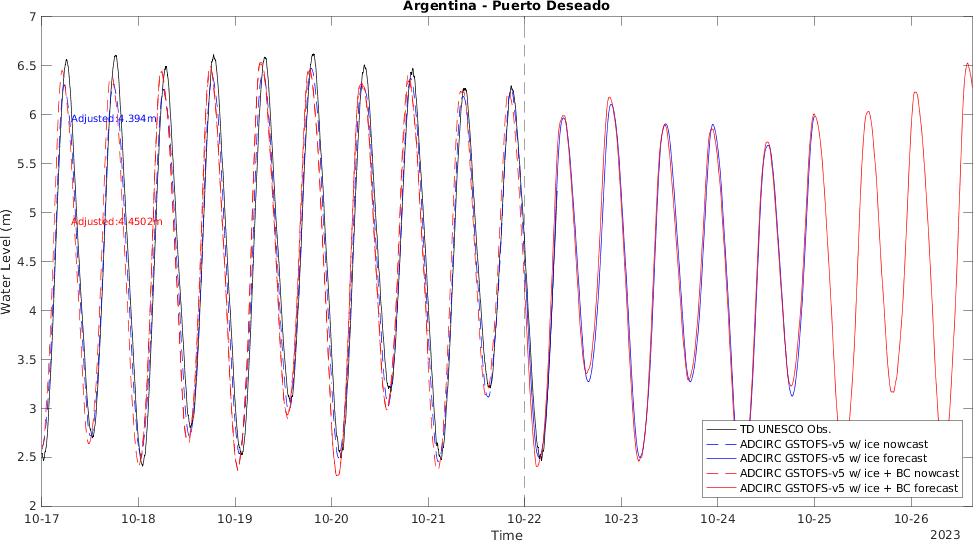 Argentina - Puerto Deseado
7
6.5
6
5.5
5
4.5
4
3.5
3
2.5
2
Water Level (m)
Adjusted:4.394m
Adjusted:4.4502m
TD UNESCO Obs.
ADCIRC GSTOFS-v5 w/ ice nowcast
ADCIRC GSTOFS-v5 w/ ice forecast
ADCIRC GSTOFS-v5 w/ ice + BC nowcast
ADCIRC GSTOFS-v5 w/ ice + BC forecast
10-17 10-18 10-19 10-20 10-21 10-22 10-23 10-24 10-25 10-26
Time
2023